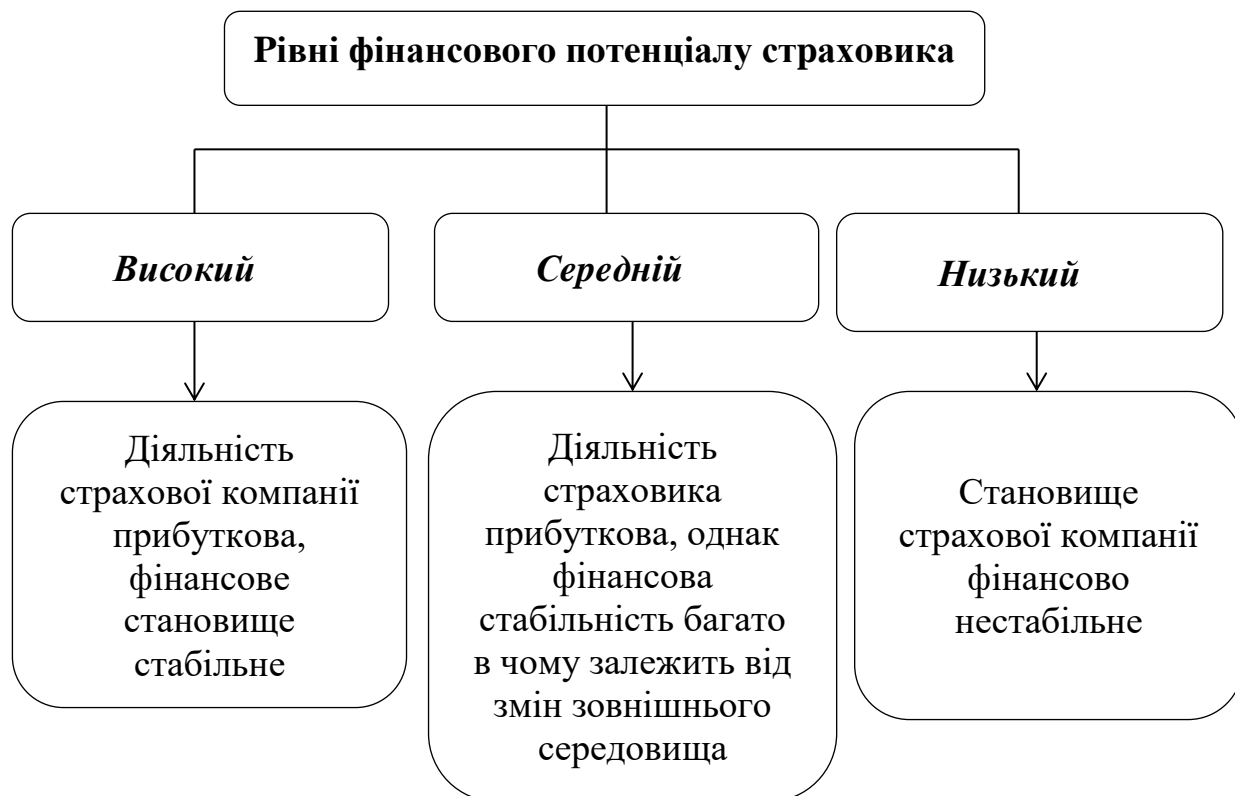 Рівні фінансового потенціалу страховика
Високий
Середній
Низький
Діяльність
страхової компанії
прибуткова,
фінансове
становище
стабільне
Діяльність
страховика
прибуткова, однак
фінансова
стабільність багато
в чому залежить від
змін зовнішнього
середовища
Становище
страхової компанії
фінансово
нестабільне